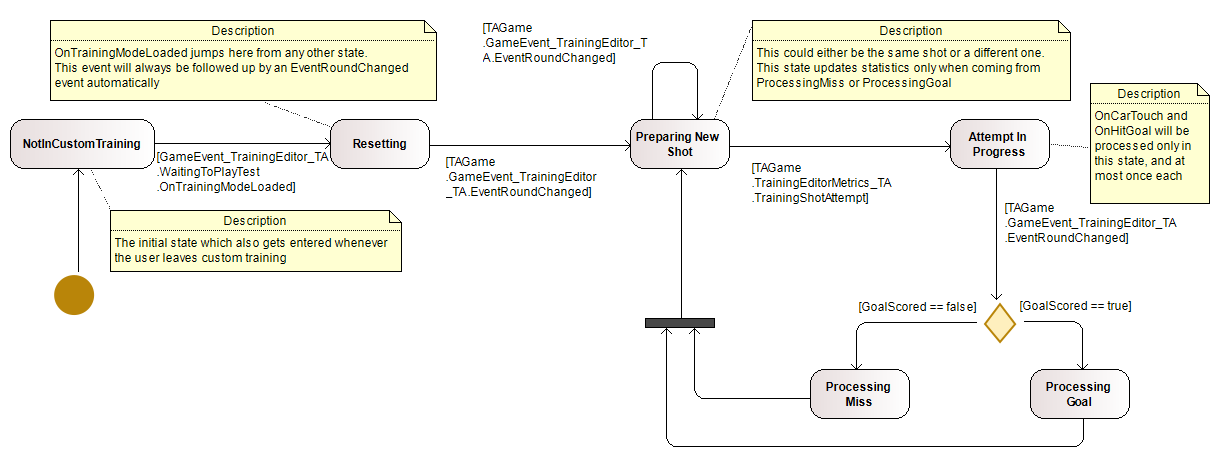 Description
OnTrainingModeLoaded jumps here from any other state.
This event will always be followed up by an EventRoundChanged
event automatically
[TAGame
.GameEvent_TrainingEditor_T
A.EventRoundChanged]
Description
This could either be the same shot or a different one.
This state updates statistics only when coming from
ProcessingMiss or ProcessingGoal
Description
OnCarTouch and
OnHitGoal will be
processed only in
this state, and at
most once each
NotInCustomTraining
[GameEvent_TrainingEditor_TA
.WaitingToPlayTest
.OnTrainingModeLoaded]
Resetting
[TAGame
.GameEvent_TrainingEditor
_TA.EventRoundChanged]
Preparing New
Shot
[TAGame
.TrainingEditorMetrics_TA
.TrainingShotAttempt]
Attempt In
Progress
[TAGame
.GameEvent_TrainingEditor_TA
.EventRoundChanged]
Description
The initial state which also gets entered whenever
the user leaves custom training
[GoalScored == false]
[GoalScored == true]
Processing
Miss
Processing
Goal